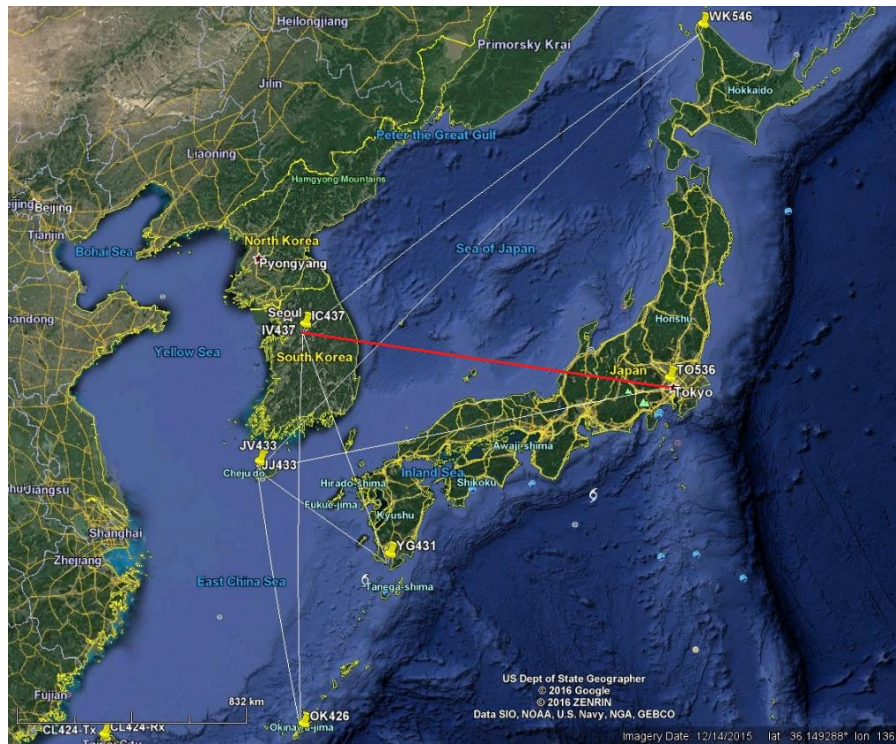 Heilongjiang
WK546
Primorsky Krai
Jilin
Hokkaido
Peter the Great Gulf
Liaoning
Hamgyong Mountains
Beijing
Tianjin
Bohai Sea
North Korea
Pyongyang
Sea of Japan
Seoul
IC437
IV437
Honshu
Yellow Sea
South Korea
Japan
TO536
Tokyo
JV433
JJ433
Cheju do
Awaji-shima
Inland Sea
Hirado-shima
Shikoku
Jiangsu
Fukue-jima
Kyushu
Shanghai
YG431
Zhejiang
East China Sea
Tanega-shima
US Dept of State Geographer
© 2016 Google
© 2016 ZENRIN
Data SIO, NOAA, U.S. Navy, NGA, GEBCO
Fujian
832 km
OK426
Okinawa-jima
CL424-Tx
CL424-Rx
Imagery Date: 12/14/2015 lat 36.149288° lon